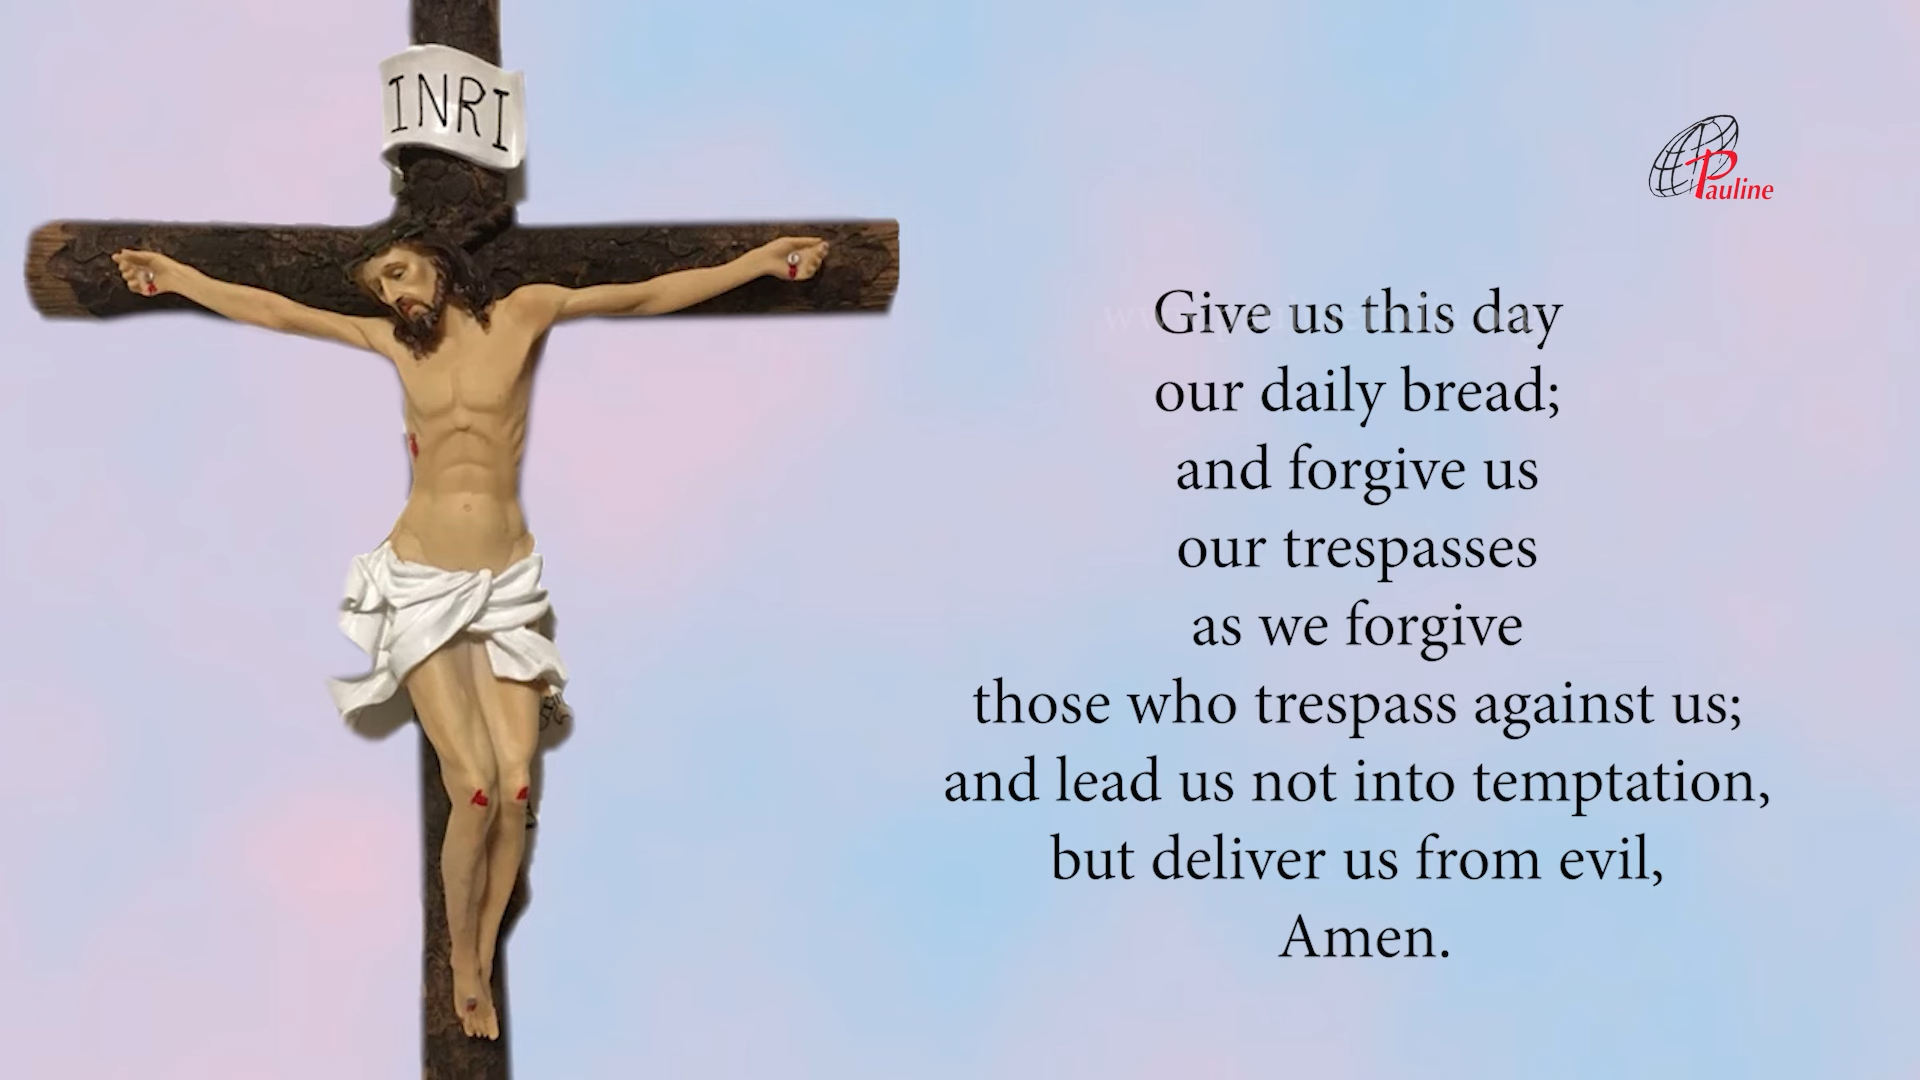 INRI
Pauline
Give us this day
our daily bread;
and forgive us
our trespasses
as we forgive
those who trespass against us;
and lead us not into temptation,
but deliver us from evil,
Amen.